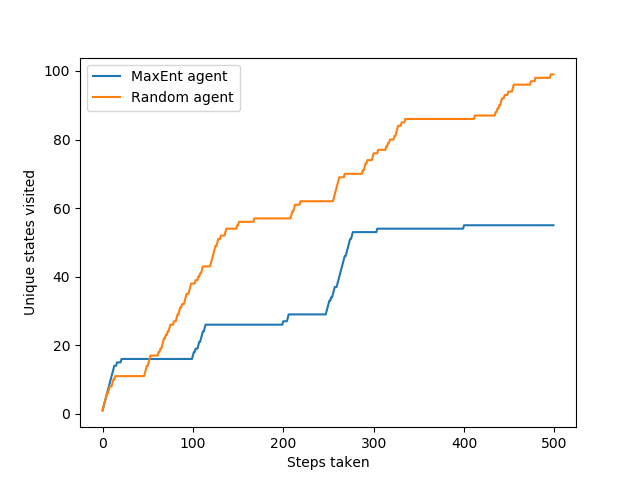 MaxEnt agent
Random agent
Unique states visited
100
80
60
40
20
0
0 100 200 300 400 500
Steps taken